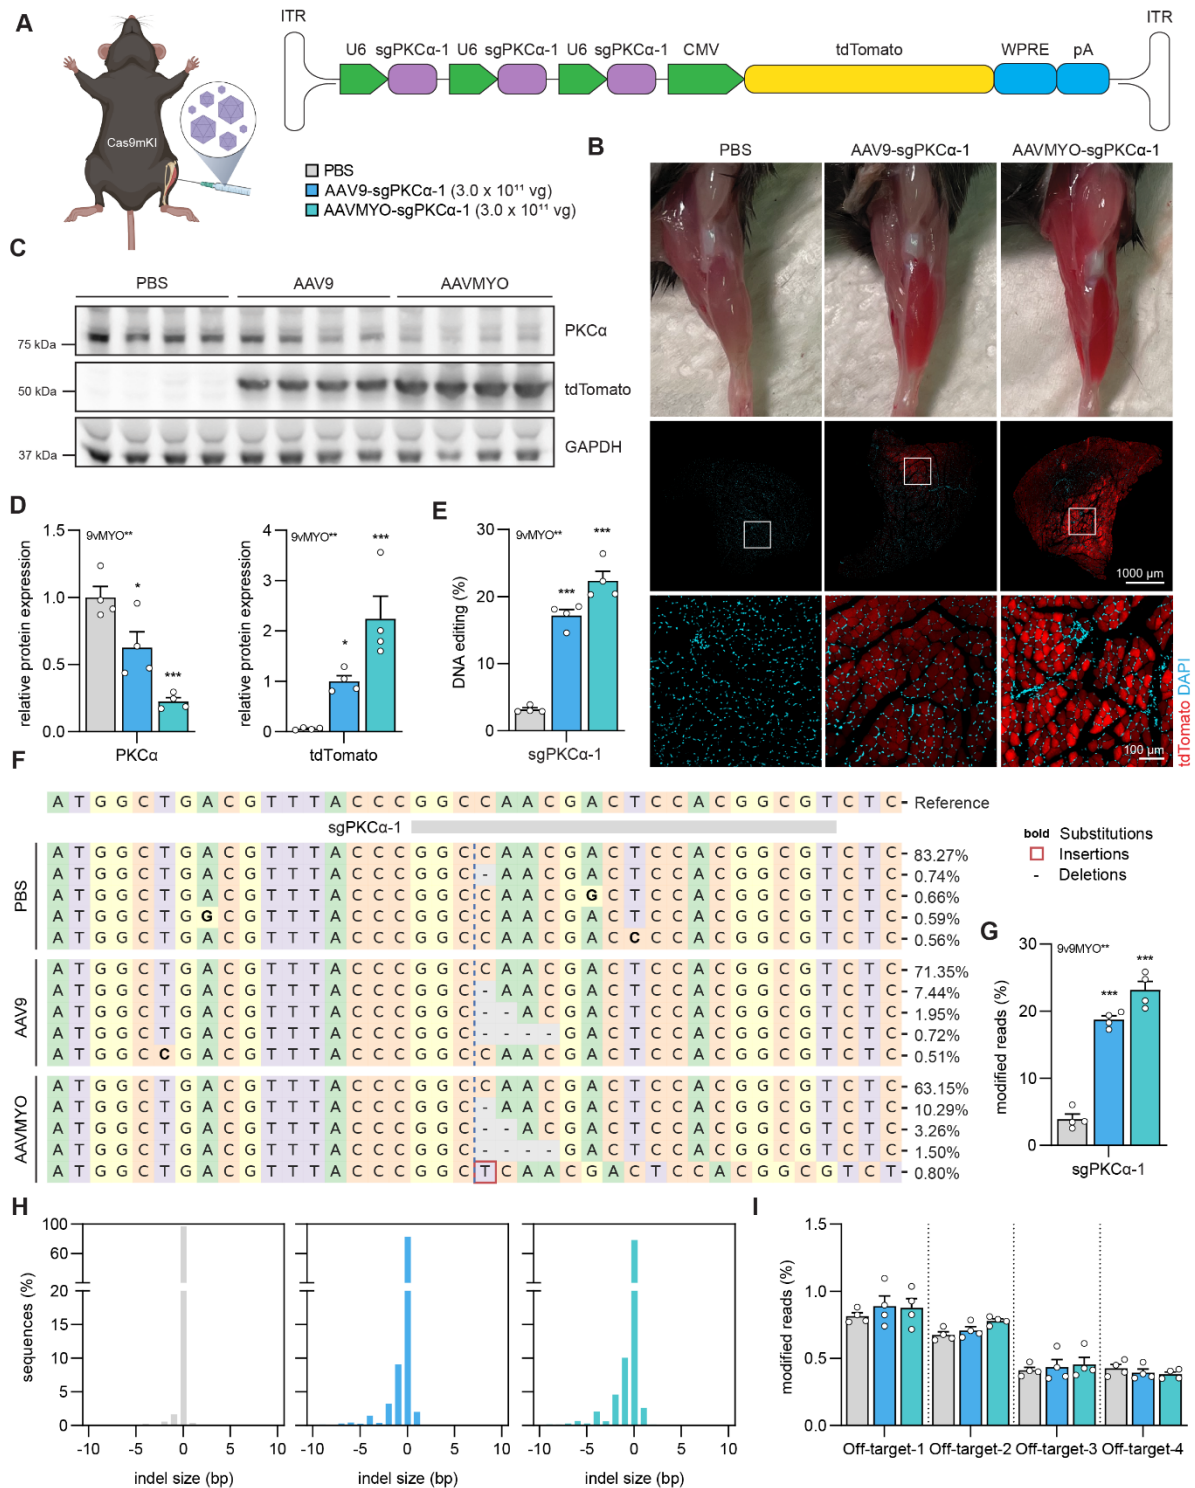 A
Cas9mKI
ITR
U6 sgPKCα-1 U6 sgPKCα-1 U6 sgPKCα-1 CMV tdTomato WPRE pA
ITR
PBS
AAV9-sgPKCα-1 (3.0 x 10¹¹ vg)
AAVMYO-sgPKCα-1 (3.0 x 10¹¹ vg)
B
PBS AAV9-sgPKCα-1 AAVMYO-sgPKCα-1
1000 µm
100 µm
tdTomato DAPI
C
PBS AAV9 AAVMYO
75 kDa
PKCα
50 kDa
tdTomato
37 kDa
GAPDH
D
relative protein expression
1.5
1.0
0.5
0.0
9vMYO**
*
***
PKCα
relative protein expression
4
3
2
1
0
9vMYO**
*
***
tdTomato
E
DNA editing (%)
30
20
10
0
9vMYO**
***
***
sgPKCα-1
F
A T G G C T G A C G T T T A C C C G G C C A A C G A C T C C A C G G C G T C T C - Reference
sgPKCα-1
PBS
A T G G C T G A C G T T T A C C C G G C C A A C G A C T C C A C G G C G T C T C - 83.27%
A T G G C T G A C G T T T A C C C G G C - A A C G A C T C C A C G G C G T C T C - 0.74%
A T G G C T G A C G T T T A C C C G G C C A A C G G C T C C A C G G C G T C T C - 0.66%
A T G G C T G G C G T T T A C C C G G C C A A C G A C T C C A C G G C G T C T C - 0.59%
A T G G C T G A C G T T T A C C C G G C C A A C G A C C C C A C G G C G T C T C - 0.56%
AAV9
A T G G C T G A C G T T T A C C C G G C C A A C G A C T C C A C G G C G T C T C - 71.35%
A T G G C T G A C G T T T A C C C G G C - A A C G A C T C C A C G G C G T C T C - 7.44%
A T G G C T G A C G T T T A C C C G G C - - A C G A C T C C A C G G C G T C T C - 1.95%
A T G G C T G A C G T T T A C C C G G C - - - - G A C T C C A C G G C G T C T C - 0.72%
A T G G C C G A C G T T T A C C C G G C C A A C G A C T C C A C G G C G T C T C - 0.51%
AAVMYO
A T G G C T G A C G T T T A C C C G G C C A A C G A C T C C A C G G C G T C T C - 63.15%
A T G G C T G A C G T T T A C C C G G C - A A C G A C T C C A C G G C G T C T C - 10.29%
A T G G C T G A C G T T T A C C C G G C - - A C G A C T C C A C G G C G T C T C - 3.26%
A T G G C T G A C G T T T A C C C G G C - - - - G A C T C C A C G G C G T C T C - 1.50%
A T G G C T G A C G T T T A C C C G G C T C A A C G A C T C C A C G G C G T C T - 0.80%
bold Substitutions
Insertions
- Deletions
G
modified reads (%)
30
20
10
0
9v9MYO**
***
***
sgPKCα-1
H
sequences (%)
100
60
20
15
10
5
0
-10 -5 0 5 10
indel size (bp)
-10 -5 0 5 10
indel size (bp)
-10 -5 0 5 10
indel size (bp)
I
modified reads (%)
1.5
1.0
0.5
0.0
Off-target-1 Off-target-2 Off-target-3 Off-target-4